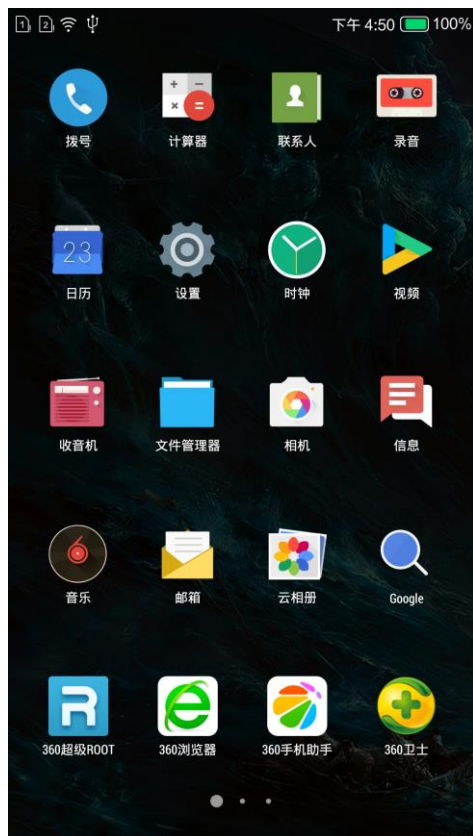 1 2 下午 4:50 100%
拨号 计算器 联系人 录音
23
日历 设置 时钟 视频
收音机 文件管理器 相机 信息
音乐 邮箱 云相册 Google
360超级ROOT 360浏览器 360手机助手 360卫士